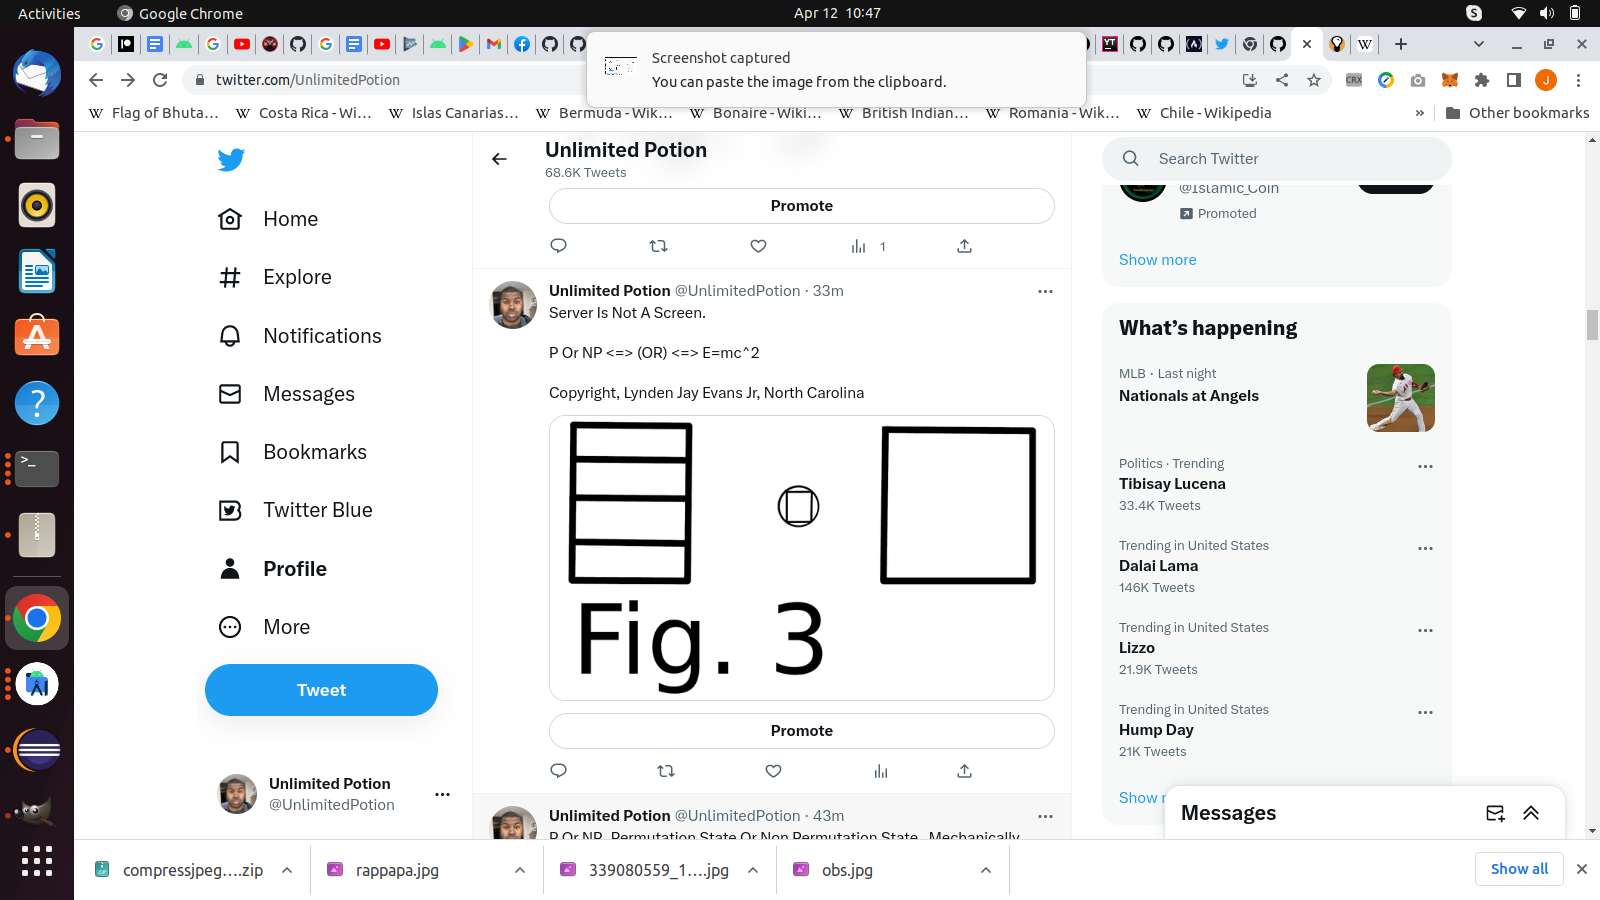 Activities
Google Chrome
Apr 12 10:47
Screenshot captured
You can paste the image from the clipboard.
twitter.com/UnlimitedPotion
Flag of Bhuta...
Costa Rica - Wi...
Islas Canarias...
Bermuda - Wik...
Bonaire - Wiki...
British Indian...
Romania - Wik...
Chile - Wikipedia
»
Other bookmarks
Home
Explore
Notifications
Messages
Bookmarks
Twitter Blue
Profile
More
Tweet
Unlimited Potion
@UnlimitedPotion
Unlimited Potion
68.6K Tweets
Promote
1
Unlimited Potion @UnlimitedPotion · 33m
Server Is Not A Screen.
P Or NP <=> (OR) <=> E=mc^2
Copyright, Lynden Jay Evans Jr, North Carolina
Fig. 3
Promote
Unlimited Potion @UnlimitedPotion · 43m
P Or NP, Permutation State Or Non Permutation State, Mechanically
Search Twitter
@Islamic_Coin
Promoted
Show more
What's happening
MLB · Last night
Nationals at Angels
Politics · Trending
Tibisay Lucena
33.4K Tweets
Trending in United States
Dalai Lama
146K Tweets
Trending in United States
Lizzo
21.9K Tweets
Trending in United States
Hump Day
21K Tweets
Show
Messages
compressjpeg....zip
rappapa.jpg
339080559_1....jpg
obs.jpg
Show all